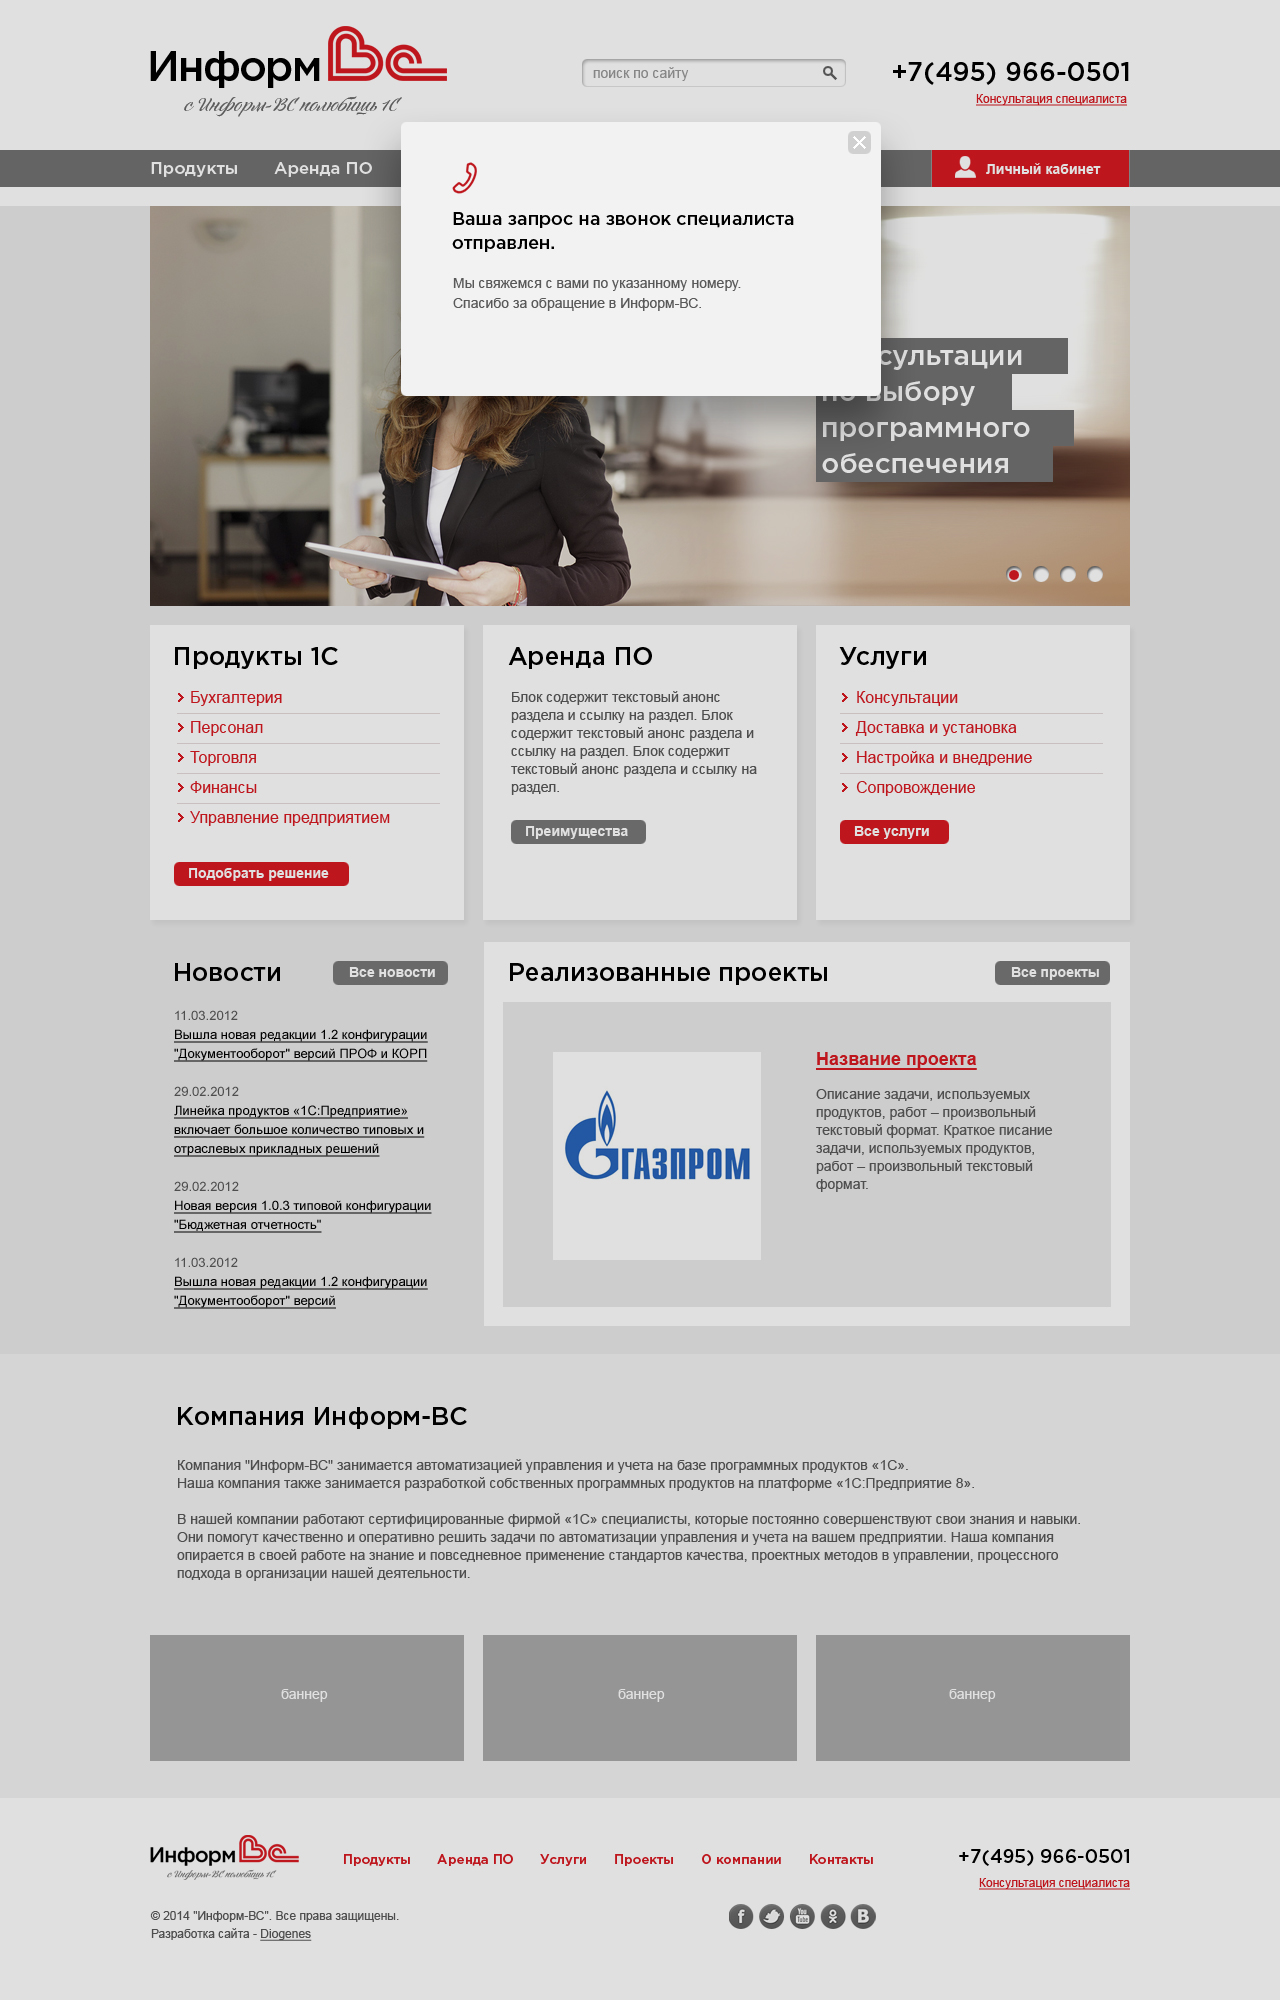 Информ ВС
с Информ-ВС полюбишь 1С
поиск по сайту
+7(495) 966-0501
Консультация специалиста
Продукты
Аренда ПО
Личный кабинет
Ваша запрос на звонок специалиста
отправлен.
Мы свяжемся с вами по указанному номеру.
Спасибо за обращение в Информ-ВС.
сультации
по выбору
программного
обеспечения
Продукты 1С
Бухгалтерия
Персонал
Торговля
Финансы
Управление предприятием
Подобрать решение
Аренда ПО
Блок содержит текстовый анонс
раздела и ссылку на раздел. Блок
содержит текстовый анонс раздела и
ссылку на раздел. Блок содержит
текстовый анонс раздела и ссылку на
раздел.
Преимущества
Услуги
Консультации
Доставка и установка
Настройка и внедрение
Сопровождение
Все услуги
Новости
Все новости
11.03.2012
Вышла новая редакции 1.2 конфигурации
"Документооборот" версий ПРОФ и КОРП
29.02.2012
Линейка продуктов «1С:Предприятие»
включает большое количество типовых и
отраслевых прикладных решений
29.02.2012
Новая версия 1.0.3 типовой конфигурации
"Бюджетная отчетность"
11.03.2012
Вышла новая редакции 1.2 конфигурации
"Документооборот" версий
Реализованные проекты
Все проекты
ГАЗПРОМ
Название проекта
Описание задачи, используемых
продуктов, работ – произвольный
текстовый формат. Краткое писание
задачи, используемых продуктов,
работ – произвольный текстовый
формат.
Компания Информ-ВС
Компания "Информ-ВС" занимается автоматизацией управления и учета на базе программных продуктов «1С».
Наша компания также занимается разработкой собственных программных продуктов на платформе «1С:Предприятие 8».
В нашей компании работают сертифицированные фирмой «1С» специалисты, которые постоянно совершенствуют свои знания и навыки.
Они помогут качественно и оперативно решить задачи по автоматизации управления и учета на вашем предприятии. Наша компания
опирается в своей работе на знание и повседневное применение стандартов качества, проектных методов в управлении, процессного
подхода в организации нашей деятельности.
баннер
баннер
баннер
Информ ВС
с Информ-ВС полюбишь 1С
Продукты
Аренда ПО
Услуги
Проекты
О компании
Контакты
+7(495) 966-0501
Консультация специалиста
© 2014 "Информ-ВС". Все права защищены.
Разработка сайта - Diogenes
f
You Tube
B